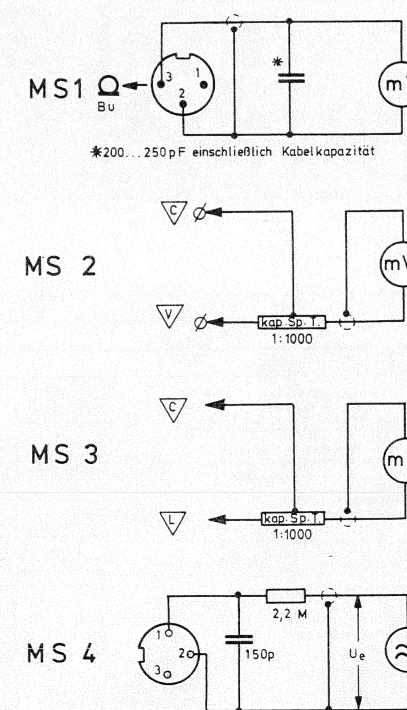 MS1
Bu
3
1
2
*
m
*200...250pF einschließlich Kabelkapazität
C
MS 2
mV
V
kap. Sp. T.
1:1000
C
MS 3
m
L
kap. Sp. T.
1:1000
MS 4
1
2
3
2,2 M
150p
Ue